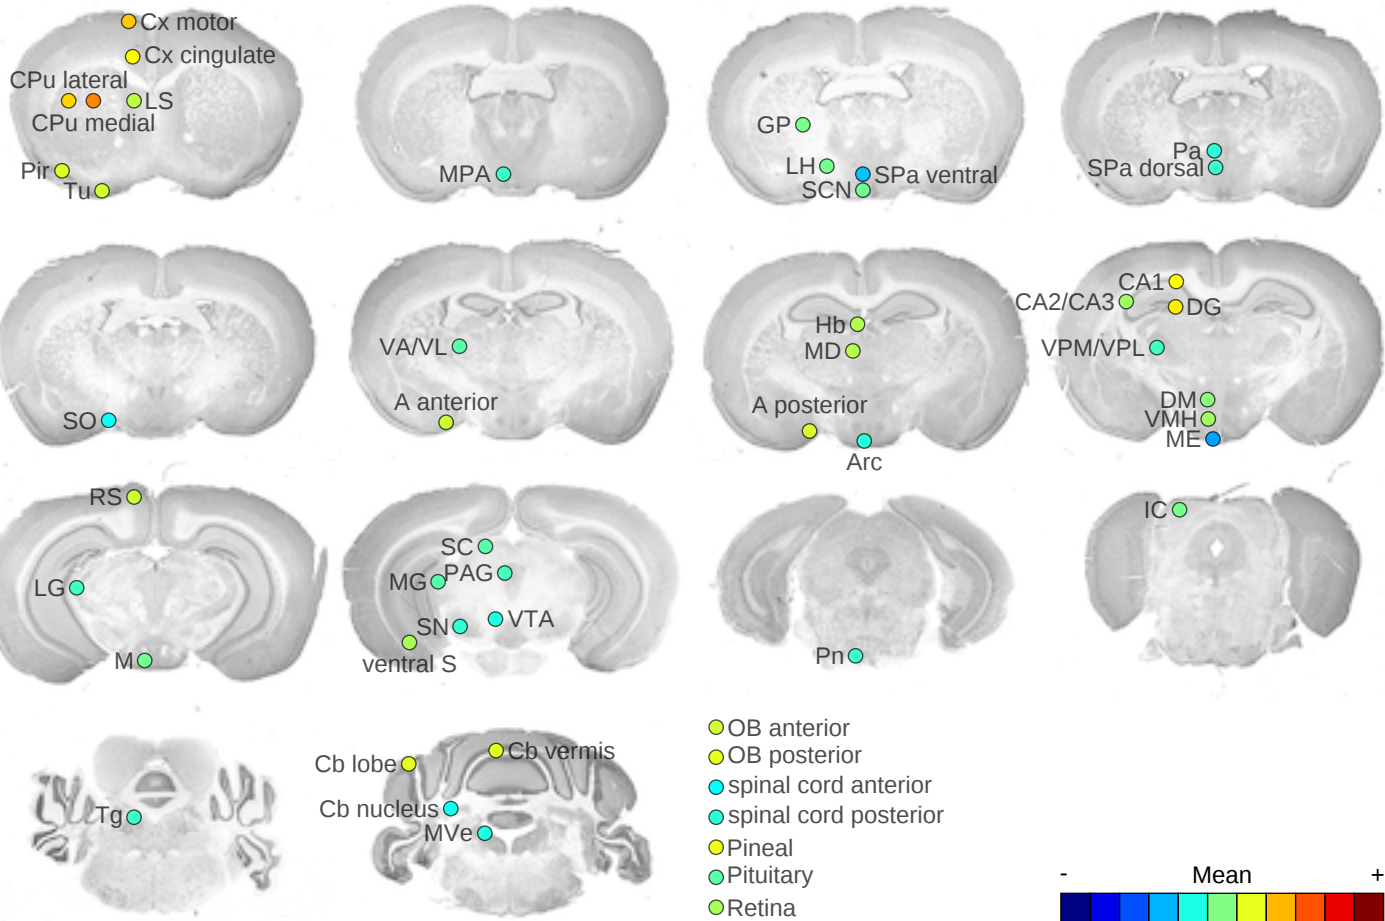 Cx motor
Cx cingulate
CPu lateral
LS
CPu medial
Pir
Tu
MPA
GP
LH
SPa ventral
SCN
Pa
SPa dorsal
SO
VA/VL
A anterior
Hb
MD
A posterior
Arc
CA1
CA2/CA3
DG
VPM/VPL
DM
VMH
ME
RS
LG
M
SC
MG
PAG
SN
VTA
ventral S
Pn
IC
Tg
Cb lobe
Cb vermis
Cb nucleus
MVe
OB anterior
OB posterior
spinal cord anterior
spinal cord posterior
Pineal
Pituitary
Retina
- Mean +